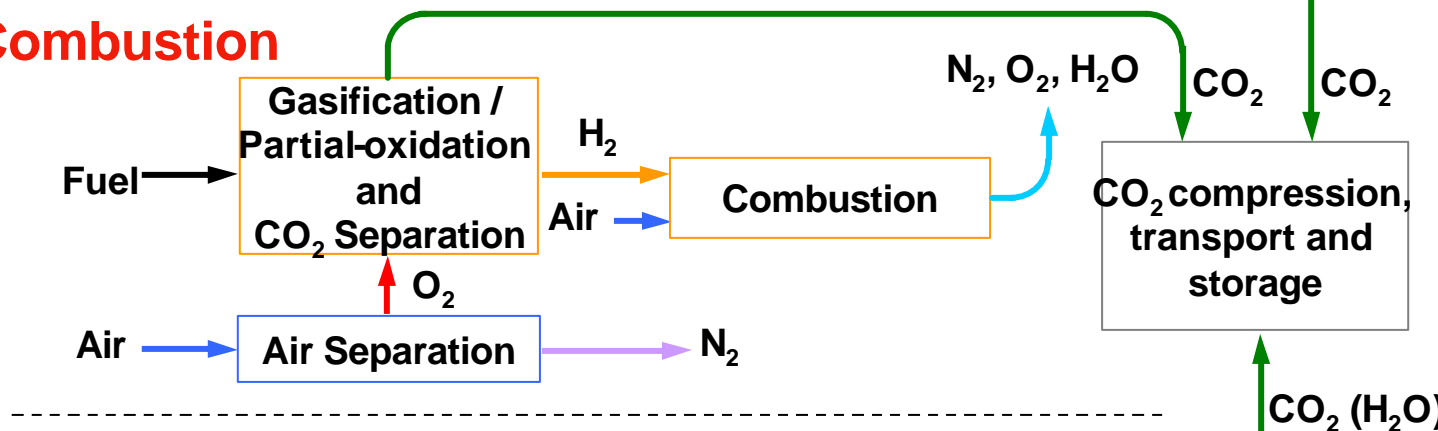 Combustion
N₂, O₂, H₂O
CO₂
CO₂
Gasification /
Partial-oxidation
and
CO₂ Separation
H₂
Fuel
Air
Combustion
CO₂ compression,
transport and
storage
O₂
Air
Air Separation
N₂
CO₂ (H₂O)